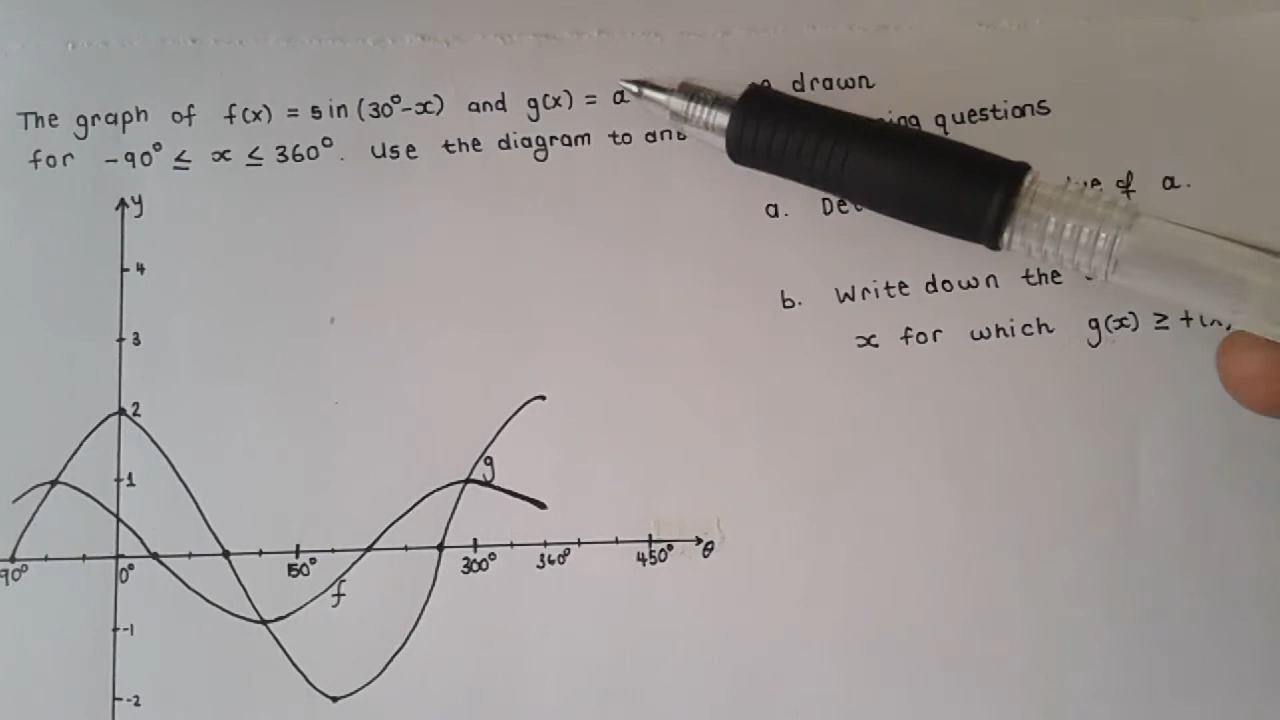 The graph of f(x) = sin (30°-x) and g(x) = a drawn
for -90° ≤ x ≤ 360°. Use the diagram to questions
a. of a.
b. Write down the
x for which g(x) ≥
y
4
3
2
1
g
90° 0° 150° 300° 360° 450° θ
f
-1
-2